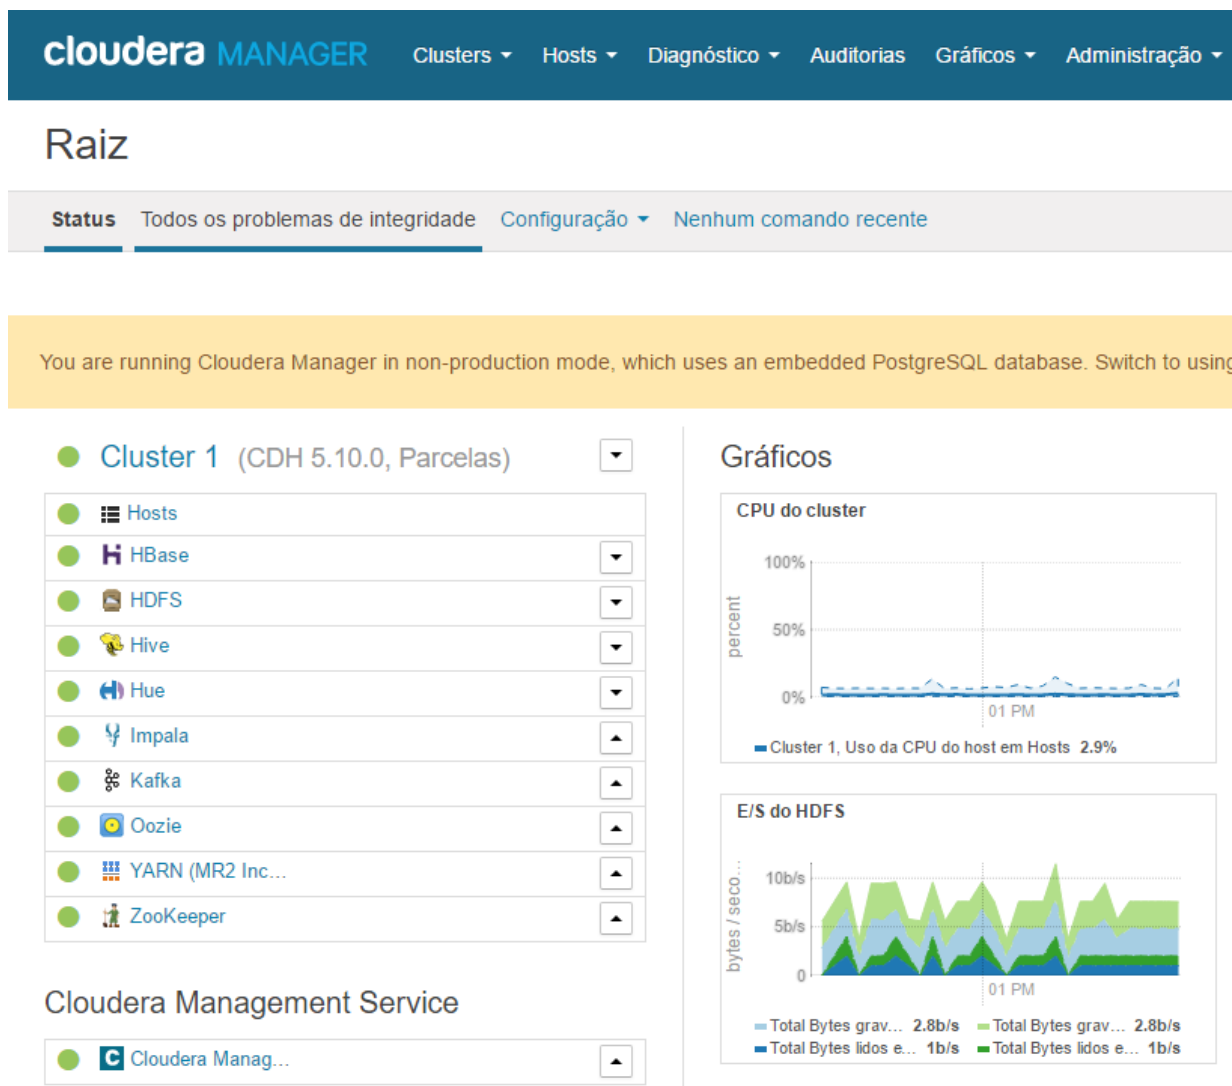 cloudera MANAGER Clusters Hosts Diagnóstico Auditorias Gráficos Administração
Raiz
Status Todos os problemas de integridade Configuração Nenhum comando recente
You are running Cloudera Manager in non-production mode, which uses an embedded PostgreSQL database. Switch to using
Cluster 1 (CDH 5.10.0, Parcelas)
Hosts
HBase
HDFS
Hive
Hue
Impala
Kafka
Oozie
YARN (MR2 Inc...
ZooKeeper
Cloudera Management Service
C Cloudera Manag...
Gráficos
CPU do cluster
percent
100%
50%
0%
01 PM
Cluster 1, Uso da CPU do host em Hosts 2.9%
E/S do HDFS
bytes / seco...
10b/s
5b/s
0
01 PM
Total Bytes grav... 2.8b/s Total Bytes grav... 2.8b/s
Total Bytes lidos e... 1b/s Total Bytes lidos e... 1b/s